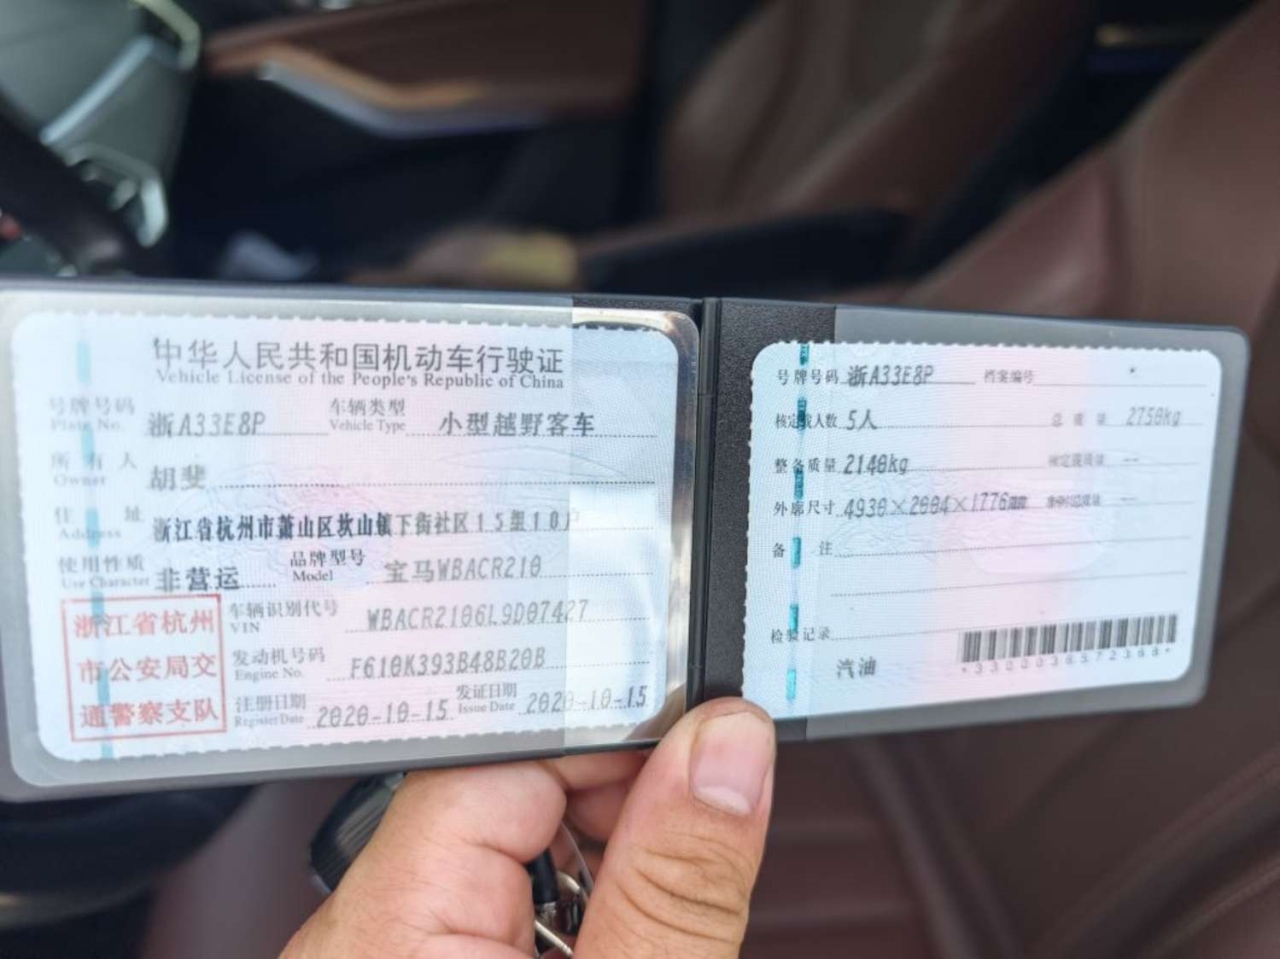 中华人民共和国机动车行驶证
Vehicle License of the People's Republic of China
号牌号码 浙A33E8P 车辆类型 小型越野客车
Plate No. Vehicle Type
所有人 胡斐
Owner
住址 浙江省杭州市萧山区坎山镇下街社区15组10户
Address
使用性质 非营运 品牌型号 宝马WBACR210
Use Character Model
浙江省杭州
市公安局交
通警察支队
车辆识别代号 WBACR2106L9D07427
VIN
发动机号码 F610K393B48B20B
Engine No.
注册日期 2020-10-15 发证日期 2020-10-15
Register Date Issue Date
号牌号码 浙A33E8P 档案编号
核定载人数 5人 总质量 2750kg
整备质量 2140kg 核定载质量 --
外廓尺寸 4930×2004×1776mm --
备注
检验记录
汽油